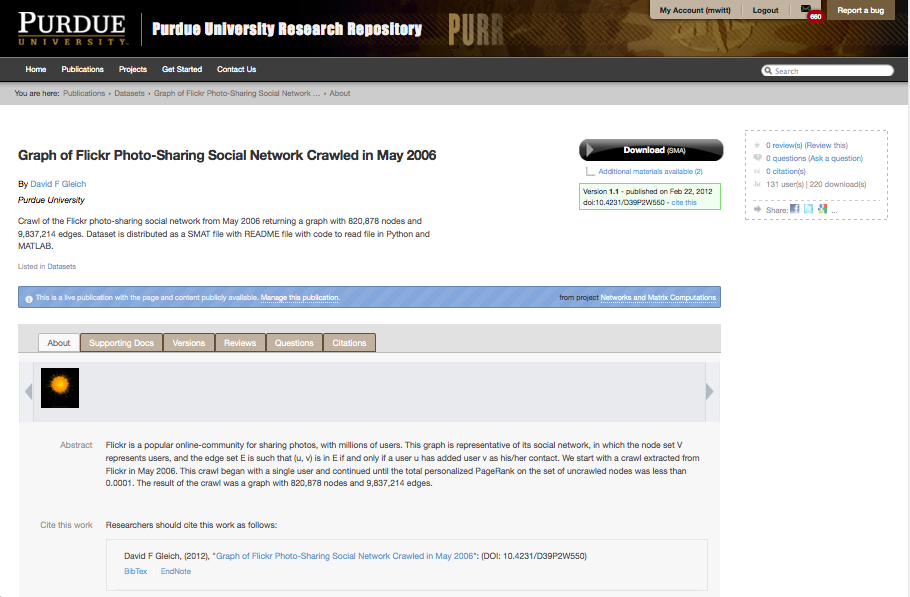 PURDUE
UNIVERSITY
Purdue University Research Repository
PURR
My Account (mwitt)
Logout
660
Report a bug
Home
Publications
Projects
Get Started
Contact Us
Search
You are here: Publications › Datasets › Graph of Flickr Photo-Sharing Social Network ... › About
Graph of Flickr Photo-Sharing Social Network Crawled in May 2006
By David F Gleich
Purdue University
Crawl of the Flickr photo-sharing social network from May 2006 returning a graph with 820,878 nodes and
9,837,214 edges. Dataset is distributed as a SMAT file with README file with code to read file in Python and
MATLAB.
Listed in Datasets
Download (SMA)
Additional materials available (2)
Version 1.1 - published on Feb 22, 2012
doi:10.4231/D39P2W550 - cite this
0 review(s) (Review this)
0 questions (Ask a question)
0 citation(s)
131 user(s) | 220 download(s)
Share: ...
This is a live publication with the page and content publicly available. Manage this publication.
from project Networks and Matrix Computations
About
Supporting Docs
Versions
Reviews
Questions
Citations
Abstract
Flickr is a popular online-community for sharing photos, with millions of users. This graph is representative of its social network, in which the node set V
represents users, and the edge set E is such that (u, v) is in E if and only if a user u has added user v as his/her contact. We start with a crawl extracted from
Flickr in May 2006. This crawl began with a single user and continued until the total personalized PageRank on the set of uncrawled nodes was less than
0.0001. The result of the crawl was a graph with 820,878 nodes and 9,837,214 edges.
Cite this work
Researchers should cite this work as follows:
David F Gleich, (2012), "Graph of Flickr Photo-Sharing Social Network Crawled in May 2006": (DOI: 10.4231/D39P2W550)
BibTex
EndNote